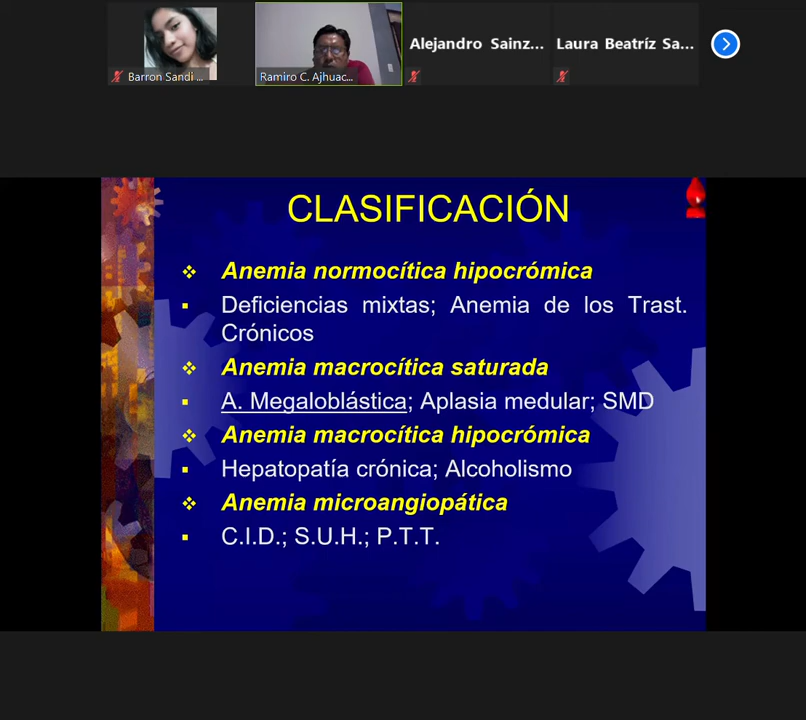 Barron Sandi ...
Ramiro C. Ajhuac...
Alejandro Sainz...
Laura Beatríz Sa...
CLASIFICACIÓN
Anemia normocítica hipocrómica
Deficiencias mixtas; Anemia de los Trast.
Crónicos
Anemia macrocítica saturada
A. Megaloblástica; Aplasia medular; SMD
Anemia macrocítica hipocrómica
Hepatopatía crónica; Alcoholismo
Anemia microangiopática
C.I.D.; S.U.H.; P.T.T.